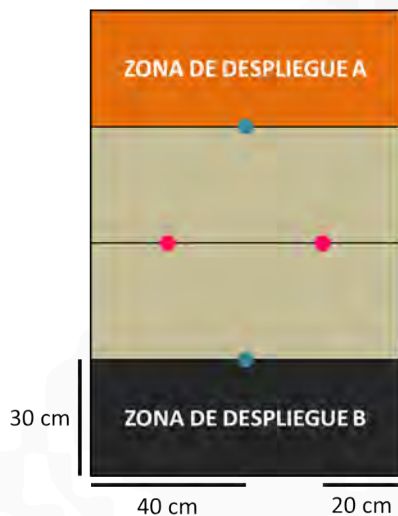 ZONA DE DESPLIEGUE A
30 cm
ZONA DE DESPLIEGUE B
40 cm
20 cm